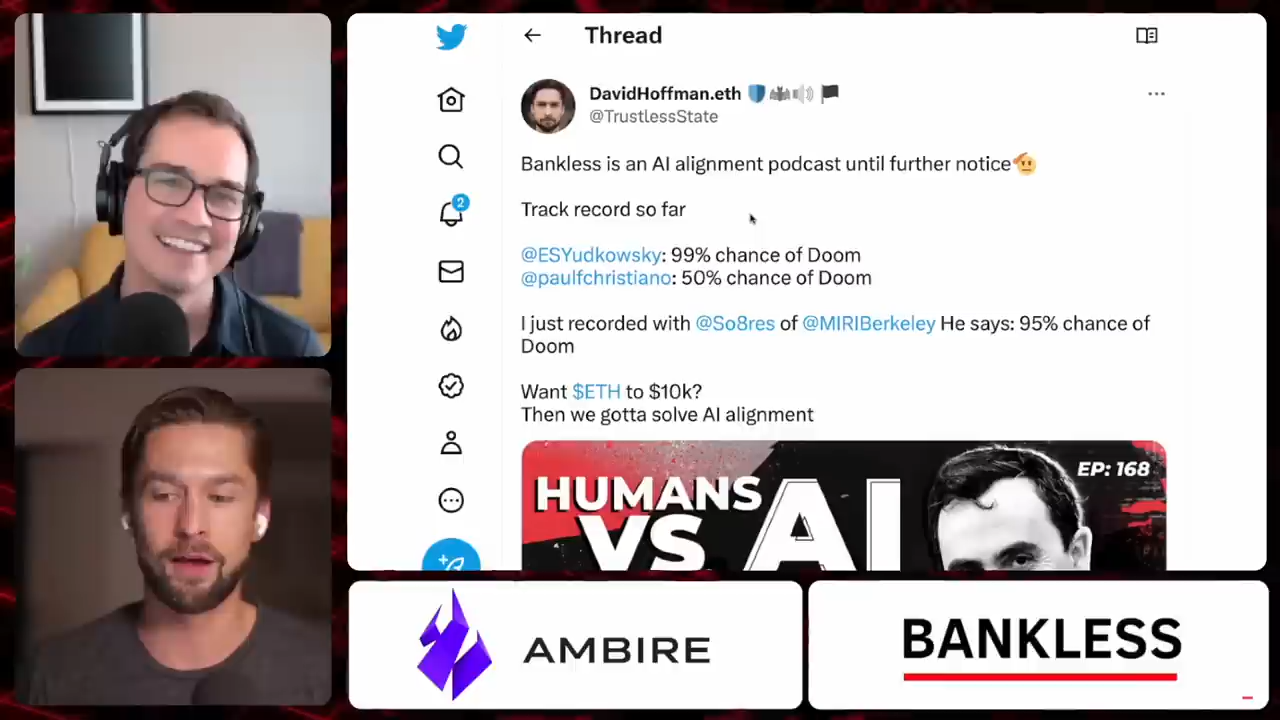 Thread
DavidHoffman.eth
@TrustlessState
Bankless is an AI alignment podcast until further notice
Track record so far
@ESYudkowsky: 99% chance of Doom
@paulfchristiano: 50% chance of Doom
I just recorded with @So8res of @MIRIBerkeley He says: 95% chance of
Doom
Want $ETH to $10k?
Then we gotta solve AI alignment
2
EP: 168
HUMANS
VS AI
AMBIRE
BANKLESS